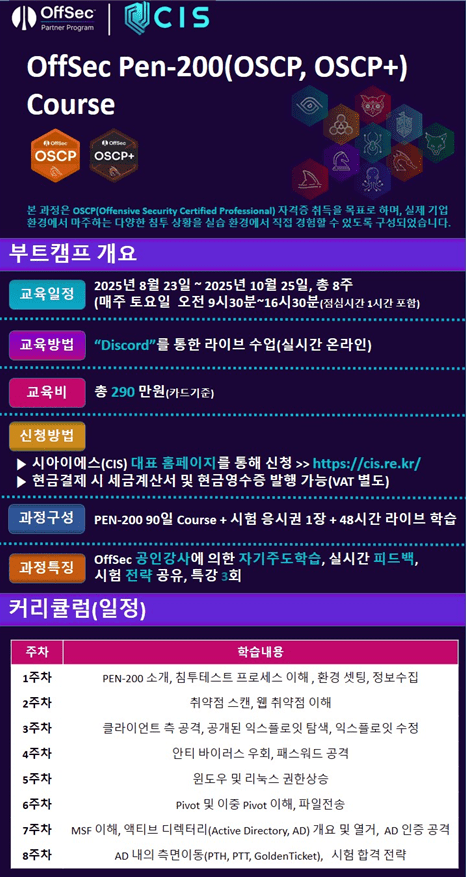 OffSec
Partner Program
CIS
OffSec Pen-200(OSCP, OSCP+)
Course
OffSec
OSCP
OffSec
OSCP+
본 과정은 OSCP(Offensive Security Certified Professional) 자격증 취득을 목표로 하며, 실제 기업
환경에서 마주하는 다양한 침투 상황을 실습 환경에서 직접 경험할 수 있도록 구성되었습니다.
부트캠프 개요
교육일정
2025년 8월 23일 ~ 2025년 10월 25일, 총 8주
(매주 토요일 오전 9시30분~16시30분(점심시간 1시간 포함)
교육방법
“Discord”를 통한 라이브 수업(실시간 온라인)
교육비
총 290 만원(카드기준)
신청방법
▶ 시아이에스(CIS) 대표 홈페이지를 통해 신청 >> https://cis.re.kr/
▶ 현금결제 시 세금계산서 및 현금영수증 발행 가능(VAT 별도)
과정구성
PEN-200 90일 Course + 시험 응시권 1장 + 48시간 라이브 학습
과정특징
OffSec 공인강사에 의한 자기주도학습, 실시간 피드백,
시험 전략 공유, 특강 3회
커리큘럼(일정)
주차 학습내용
1주차 PEN-200 소개, 침투테스트 프로세스 이해 , 환경 셋팅, 정보수집
2주차 취약점 스캔, 웹 취약점 이해
3주차 클라이언트 측 공격, 공개된 익스플로잇 탐색, 익스플로잇 수정
4주차 안티 바이러스 우회, 패스워드 공격
5주차 윈도우 및 리눅스 권한상승
6주차 Pivot 및 이중 Pivot 이해, 파일전송
7주차 MSF 이해, 액티브 디렉터리(Active Directory, AD) 개요 및 열거, AD 인증 공격
8주차 AD 내의 측면이동(PTH, PTT, GoldenTicket), 시험 합격 전략